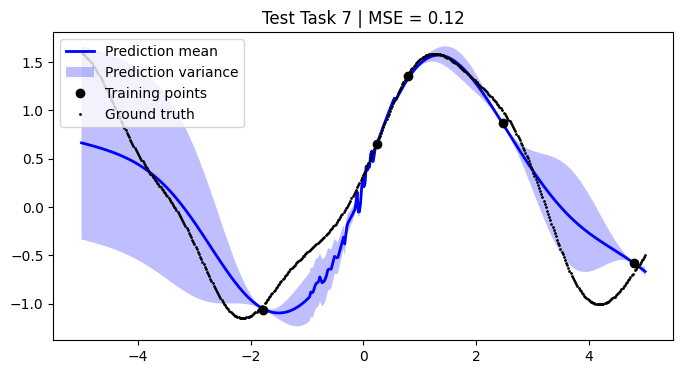 Test Task 7 | MSE = 0.12
Prediction mean
Prediction variance
Training points
Ground truth
1.5
1.0
0.5
0.0
−0.5
−1.0
−4
−2
0
2
4